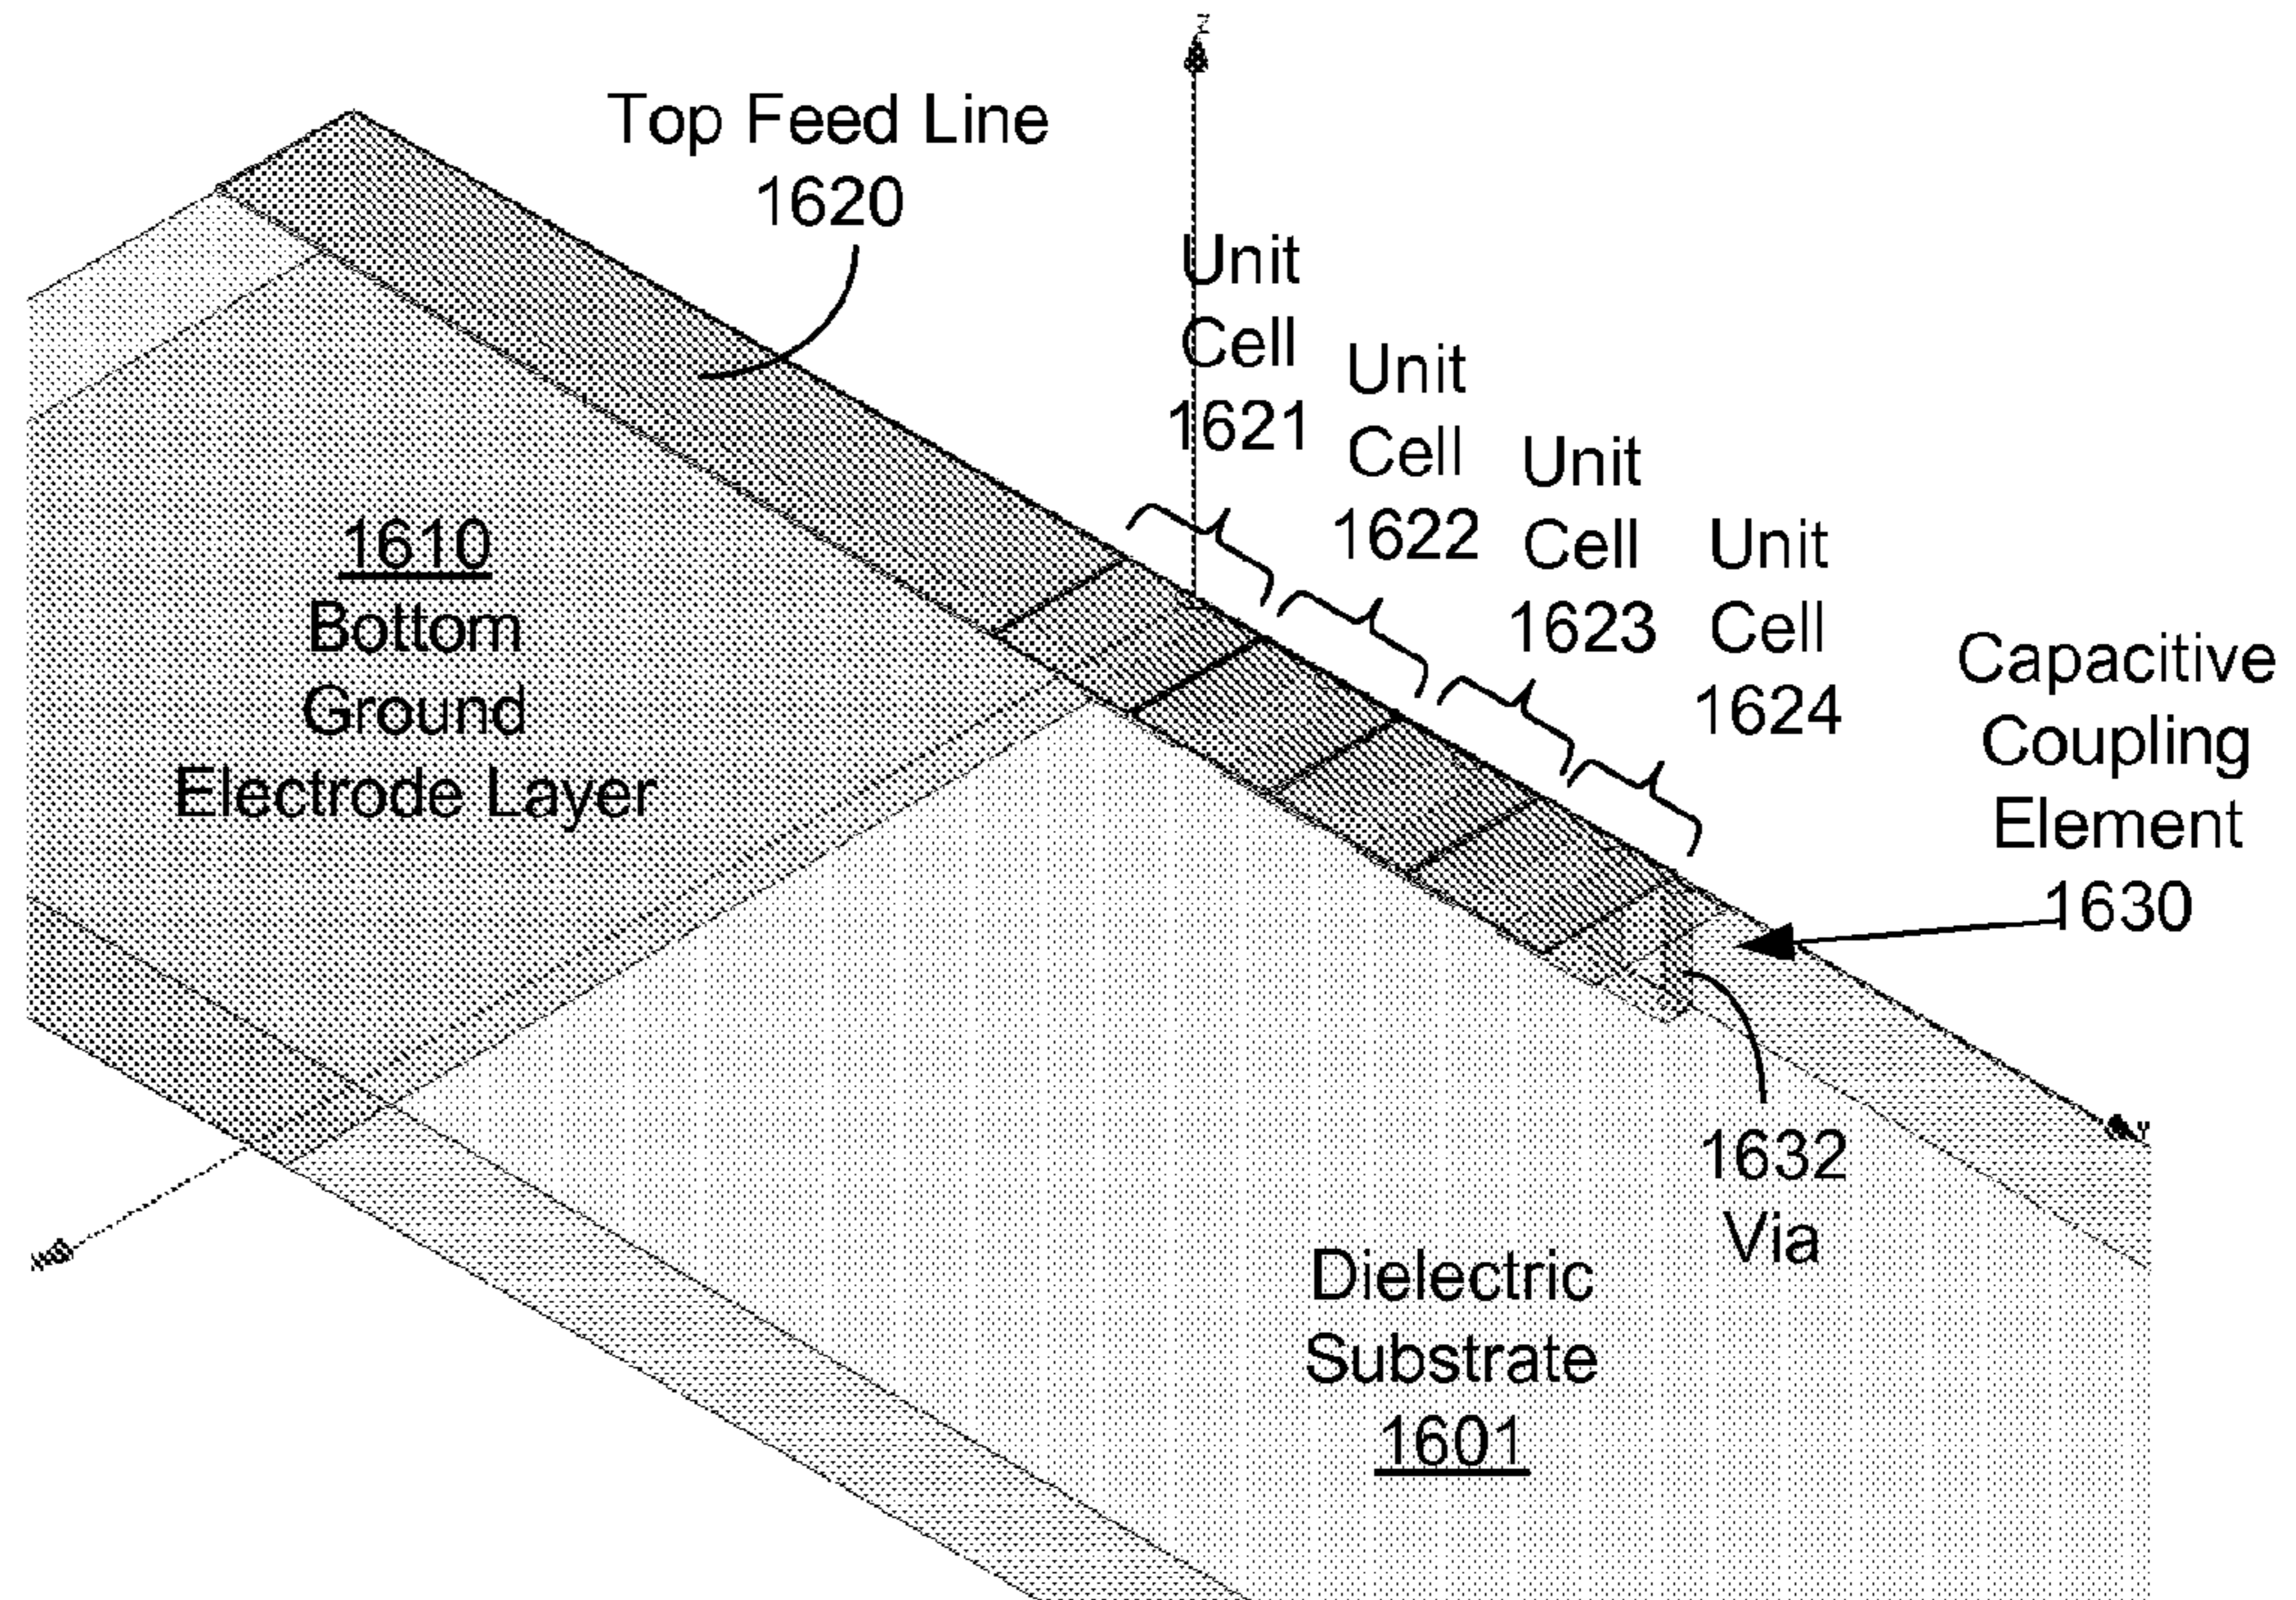 Z
Top Feed Line
1620
Unit
Cell
1621
Unit
Cell
1622
Unit
Cell
1623
Unit
Cell
1624
Capacitive
Coupling
Element
1630
1610
Bottom
Ground
Electrode Layer
1632
Via
Dielectric
Substrate
1601